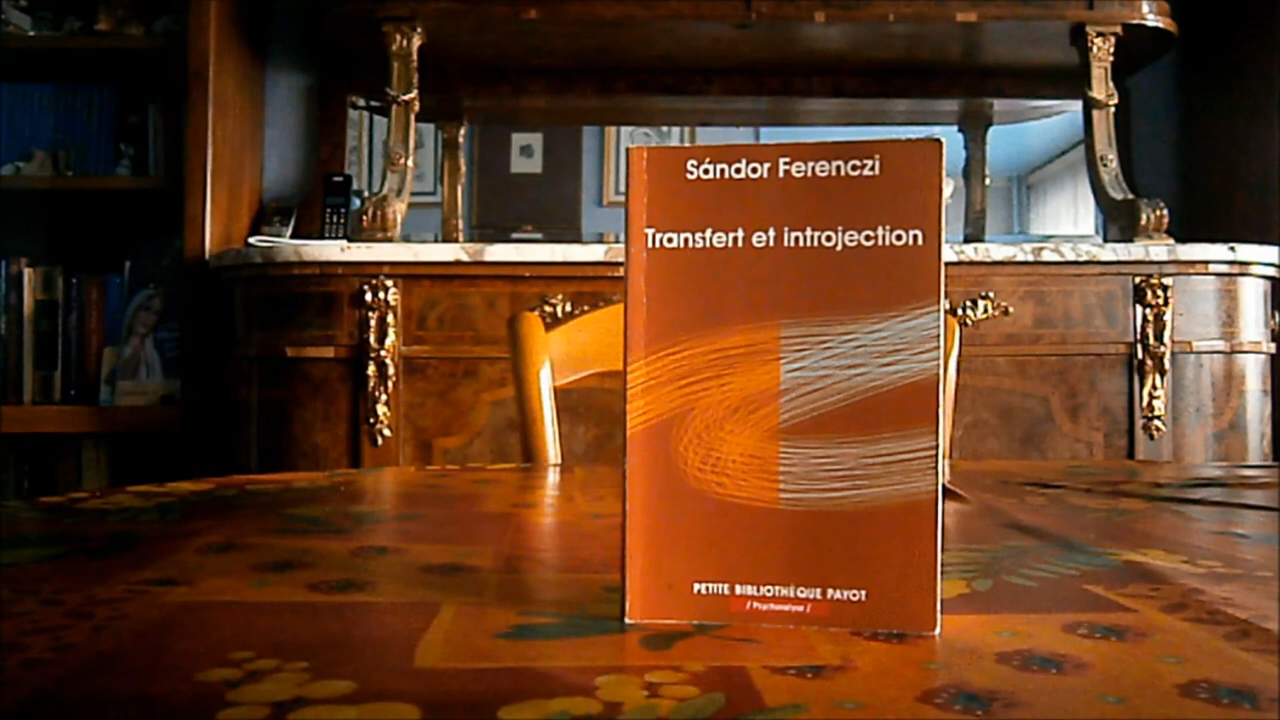 Sándor Ferenczi
Transfert et introjection
PETITE BIBLIOTHÈQUE PAYOT
/ Psychanalyse /